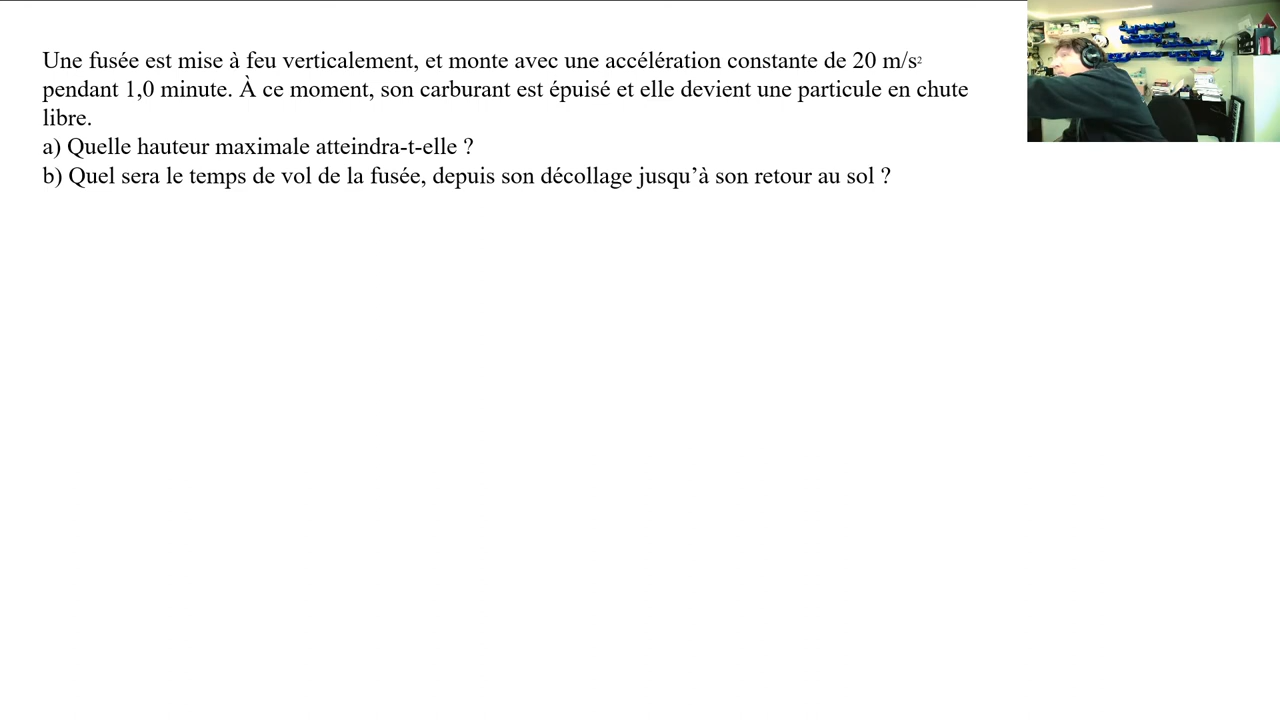 Une fusée est mise à feu verticalement, et monte avec une accélération constante de 20 m/s²
pendant 1,0 minute. À ce moment, son carburant est épuisé et elle devient une particule en chute
libre.
a) Quelle hauteur maximale atteindra-t-elle ?
b) Quel sera le temps de vol de la fusée, depuis son décollage jusqu’à son retour au sol ?